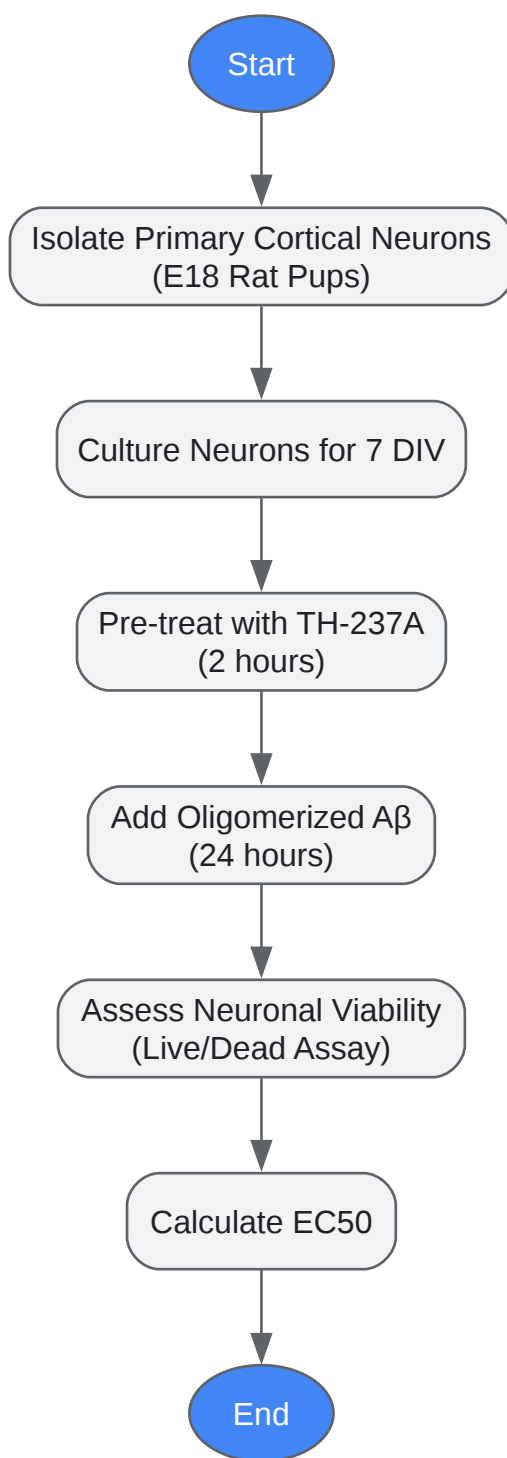 Start
Isolate Primary Cortical Neurons
(E18 Rat Pups)
Culture Neurons for 7 DIV
Pre-treat with TH-237A
(2 hours)
Add Oligomerized Aβ
(24 hours)
Assess Neuronal Viability
(Live/Dead Assay)
Calculate EC50
End